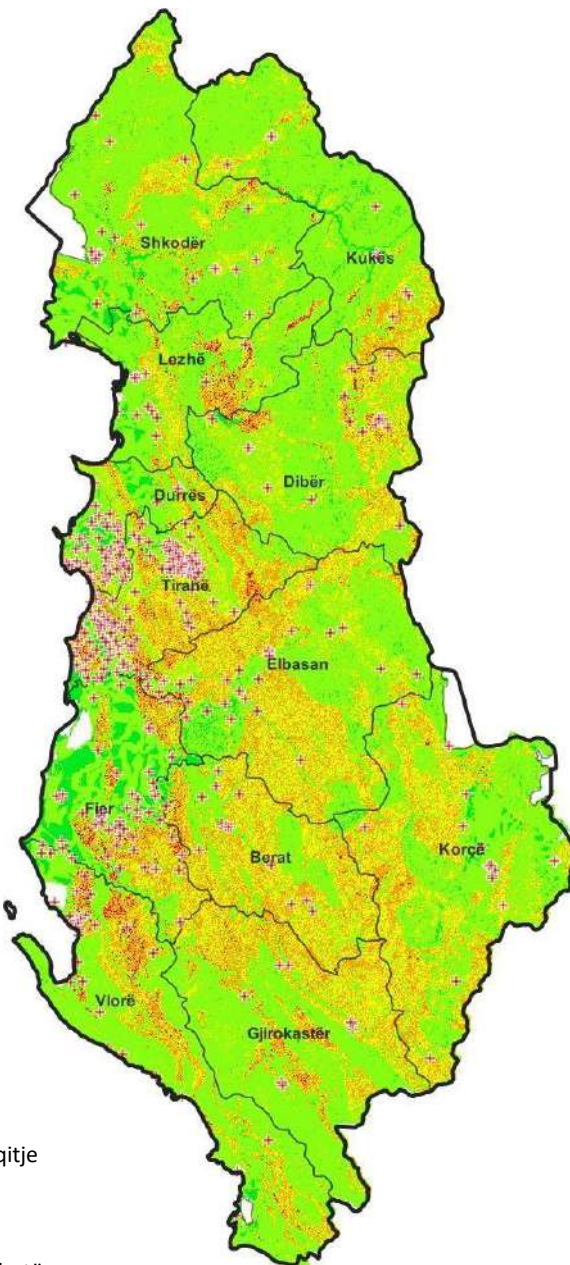 Shkodër
Kukës
Lezhë
Dibër
Durrës
Tiranë
Elbasan
Fier
Berat
Korçë
Vlorë
Gjirokastër
qitje